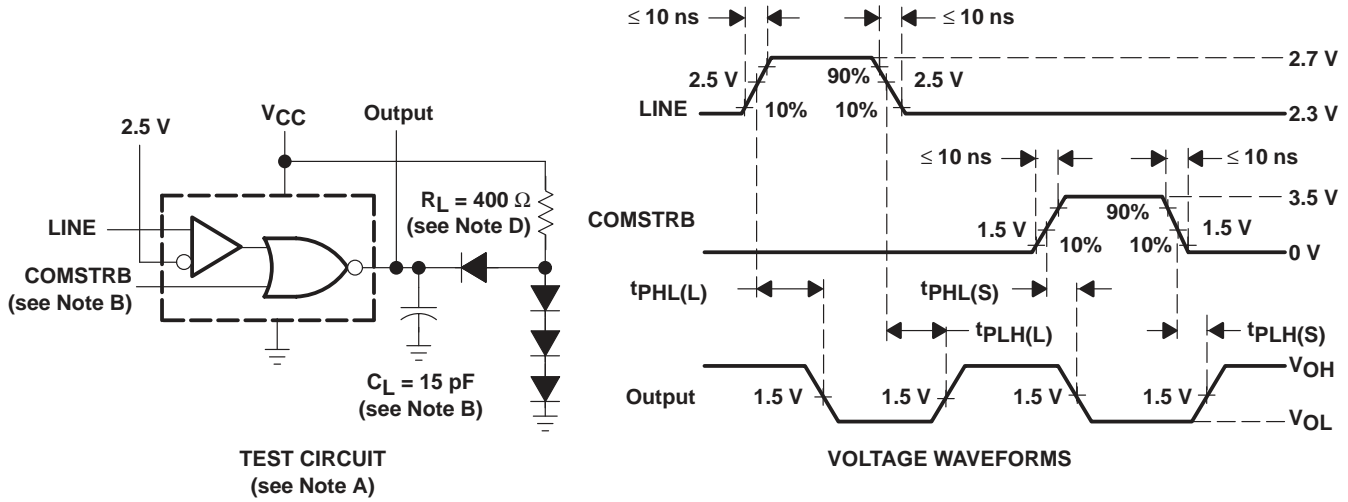 2.5 V
VCC
Output
LINE
COMSTRB
(see Note B)
RL = 400 Ω
(see Note D)
CL = 15 pF
(see Note B)
TEST CIRCUIT
(see Note A)
≤ 10 ns
≤ 10 ns
2.7 V
2.5 V
90%
2.5 V
LINE
10%
10%
2.3 V
≤ 10 ns
≤ 10 ns
3.5 V
COMSTRB
90%
1.5 V
1.5 V
10%
10%
0 V
tPHL(L)
tPHL(S)
tPLH(L)
tPLH(S)
VOH
Output
1.5 V
1.5 V
1.5 V
1.5 V
VOL
VOLTAGE WAVEFORMS